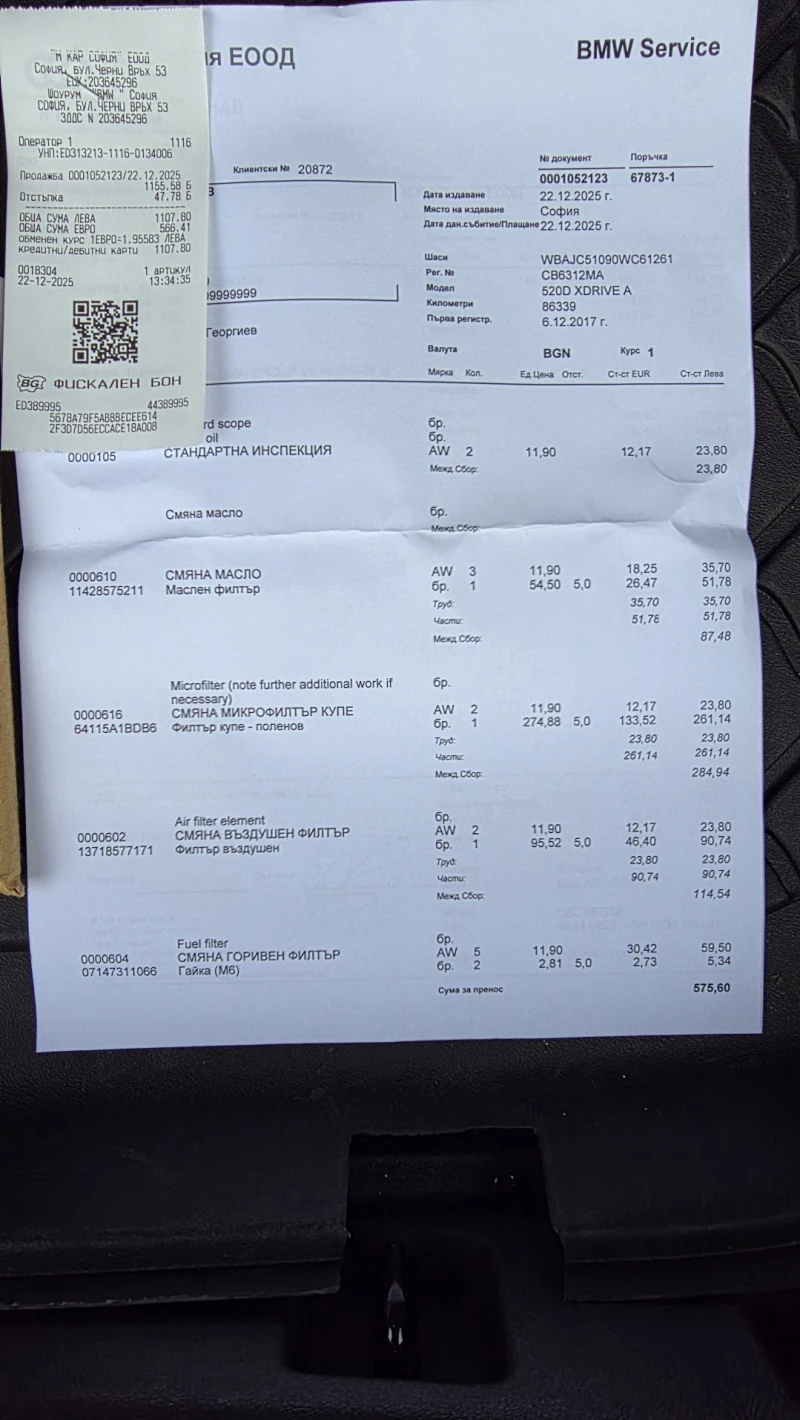 "М КАР СОФИЯ" ЕООД
СОФИЯ, БУЛ.ЧЕРНИ ВРЪХ 53
ЕИК:203645296
ШОУРУМ "BMW " СОФИЯ
СОФИЯ, БУЛ.ЧЕРНИ ВРЪХ 53
ЗДДС N 203645296
Оператор 1 1116
УНП:ED313213-1116-0134006
Продажба 0001052123/22.12.2025
1155.58 Б
Отстъпка 47.78 Б
ОБЩА СУМА ЛЕВА 1107.80
ОБЩА СУМА ЕВРО 566.41
обменен курс 1ЕВРО=1.95583 ЛЕВА
кредитни/дебитни карти 1107.80
0018304 1 артикул
22-12-2025 13:34:35
BG ФИСКАЛЕН БОН
ED389995 44389995
5678A79F5ABBBECEE614
2F3D7D56ECCACE18A008
ия ЕООД
BMW Service
Клиентски № 20872
№ документ Поръчка
0001052123 67873-1
Дата издаване 22.12.2025 г.
Място на издаване София
Дата дан.събитие/Плащане 22.12.2025 г.
Шаси WBAJC51090WC61261
Рег. № CB6312MA
Модел 520D XDRIVE A
Километри 86339
Първа регистр. 6.12.2017 г.
99999999
Георгиев
Валута BGN Курс 1
Мярка Кол. Ед.Цена Отст. Ст-ст EUR Ст-ст Лева
rd scope бр.
oil бр.
0000105 СТАНДАРТНА ИНСПЕКЦИЯ AW 2 11,90 12,17 23,80
Межд.Сбор: 23,80
Смяна масло бр.
Межд.Сбор:
0000610 СМЯНА МАСЛО AW 3 11,90 18,25 35,70
11428575211 Маслен филтър бр. 1 54,50 5,0 26,47 51,78
Труд: 35,70 35,70
Части: 51,78 51,78
Межд.Сбор: 87,48
Microfilter (note further additional work if бр.
necessary)
0000616 СМЯНА МИКРОФИЛТЪР КУПЕ AW 2 11,90 12,17 23,80
64115A1BDB6 Филтър купе - поленов бр. 1 274,88 5,0 133,52 261,14
Труд: 23,80 23,80
Части: 261,14 261,14
Межд.Сбор: 284,94
Air filter element бр.
0000602 СМЯНА ВЪЗДУШЕН ФИЛТЪР AW 2 11,90 12,17 23,80
13718577171 Филтър въздушен бр. 1 95,52 5,0 46,40 90,74
Труд: 23,80 23,80
Части: 90,74 90,74
Межд.Сбор: 114,54
Fuel filter бр.
0000604 СМЯНА ГОРИВЕН ФИЛТЪР AW 5 11,90 30,42 59,50
07147311066 Гайка (M6) бр. 2 2,81 5,0 2,73 5,34
Сума за пренос 575,60